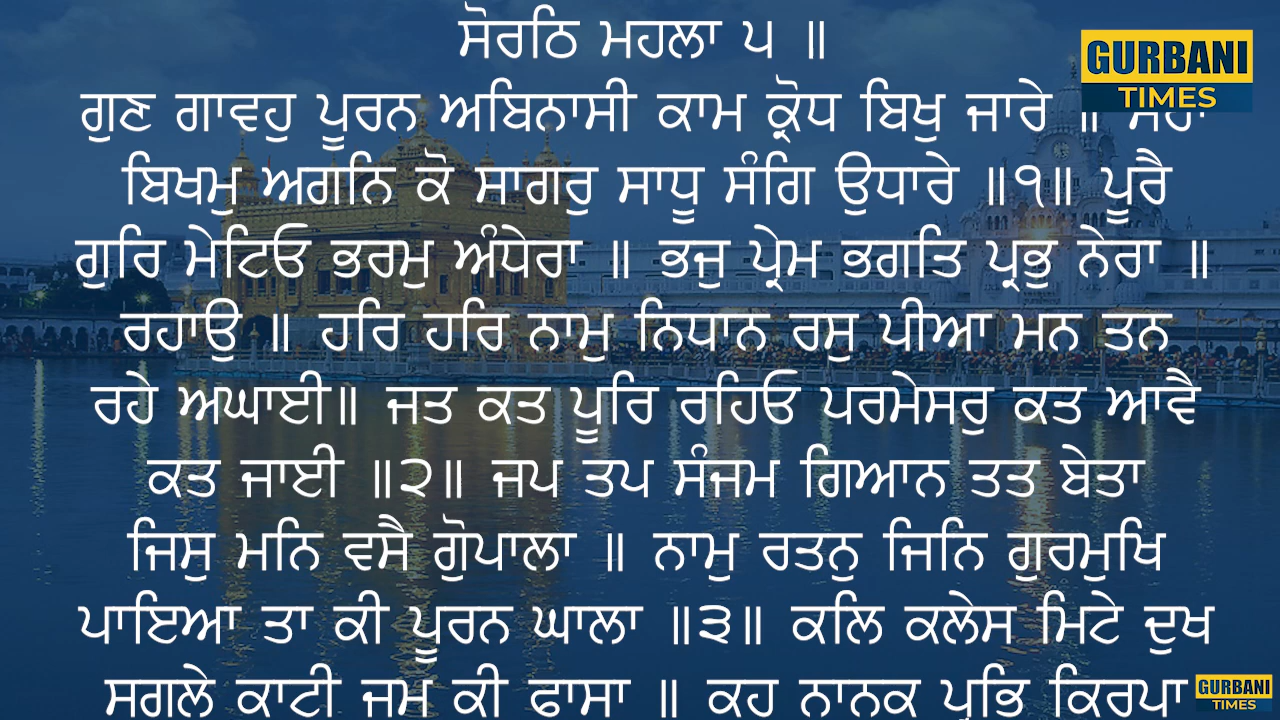 ਸੋਰਠਿ ਮਹਲਾ ੫ ॥
GURBANI
TIMES
ਗੁਣ ਗਾਵਹੁ ਪੂਰਨ ਅਬਿਨਾਸੀ ਕਾਮ ਕ੍ਰੋਧ ਬਿਖੁ ਜਾਰੇ ॥
ਬਿਖਮੁ ਅਗਨਿ ਕੋ ਸਾਗਰੁ ਸਾਧੂ ਸੰਗਿ ਉਧਾਰੇ ॥੧॥ ਪੂਰੈ
ਗੁਰਿ ਮੇਟਿਓ ਭਰਮੁ ਅੰਧੇਰਾ ॥ ਭਜੁ ਪ੍ਰੇਮ ਭਗਤਿ ਪ੍ਰਭੁ ਨੇਰਾ ॥
ਰਹਾਉ ॥ ਹਰਿ ਹਰਿ ਨਾਮੁ ਨਿਧਾਨ ਰਸੁ ਪੀਆ ਮਨ ਤਨ
ਰਹੇ ਅਘਾਈ॥ ਜਤ ਕਤ ਪੂਰਿ ਰਹਿਓ ਪਰਮੇਸਰੁ ਕਤ ਆਵੈ
ਕਤ ਜਾਈ ॥੨॥ ਜਪ ਤਪ ਸੰਜਮ ਗਿਆਨ ਤਤ ਬੇਤਾ
ਜਿਸੁ ਮਨਿ ਵਸੈ ਗੋੁਪਾਲਾ ॥ ਨਾਮੁ ਰਤਨੁ ਜਿਨਿ ਗੁਰਮੁਖਿ
ਪਾਇਆ ਤਾ ਕੀ ਪੂਰਨ ਘਾਲਾ ॥੩॥ ਕਲਿ ਕਲੇਸ ਮਿਟੇ ਦੁਖ
ਸਗਲੇ ਕਾਟੀ ਜਮ ਕੀ ਫਾਸਾ ॥ ਕਹ ਨਾਨਕ ਪ੍ਰਭਿ ਕਿਰਪਾ
GURBANI
TIMES